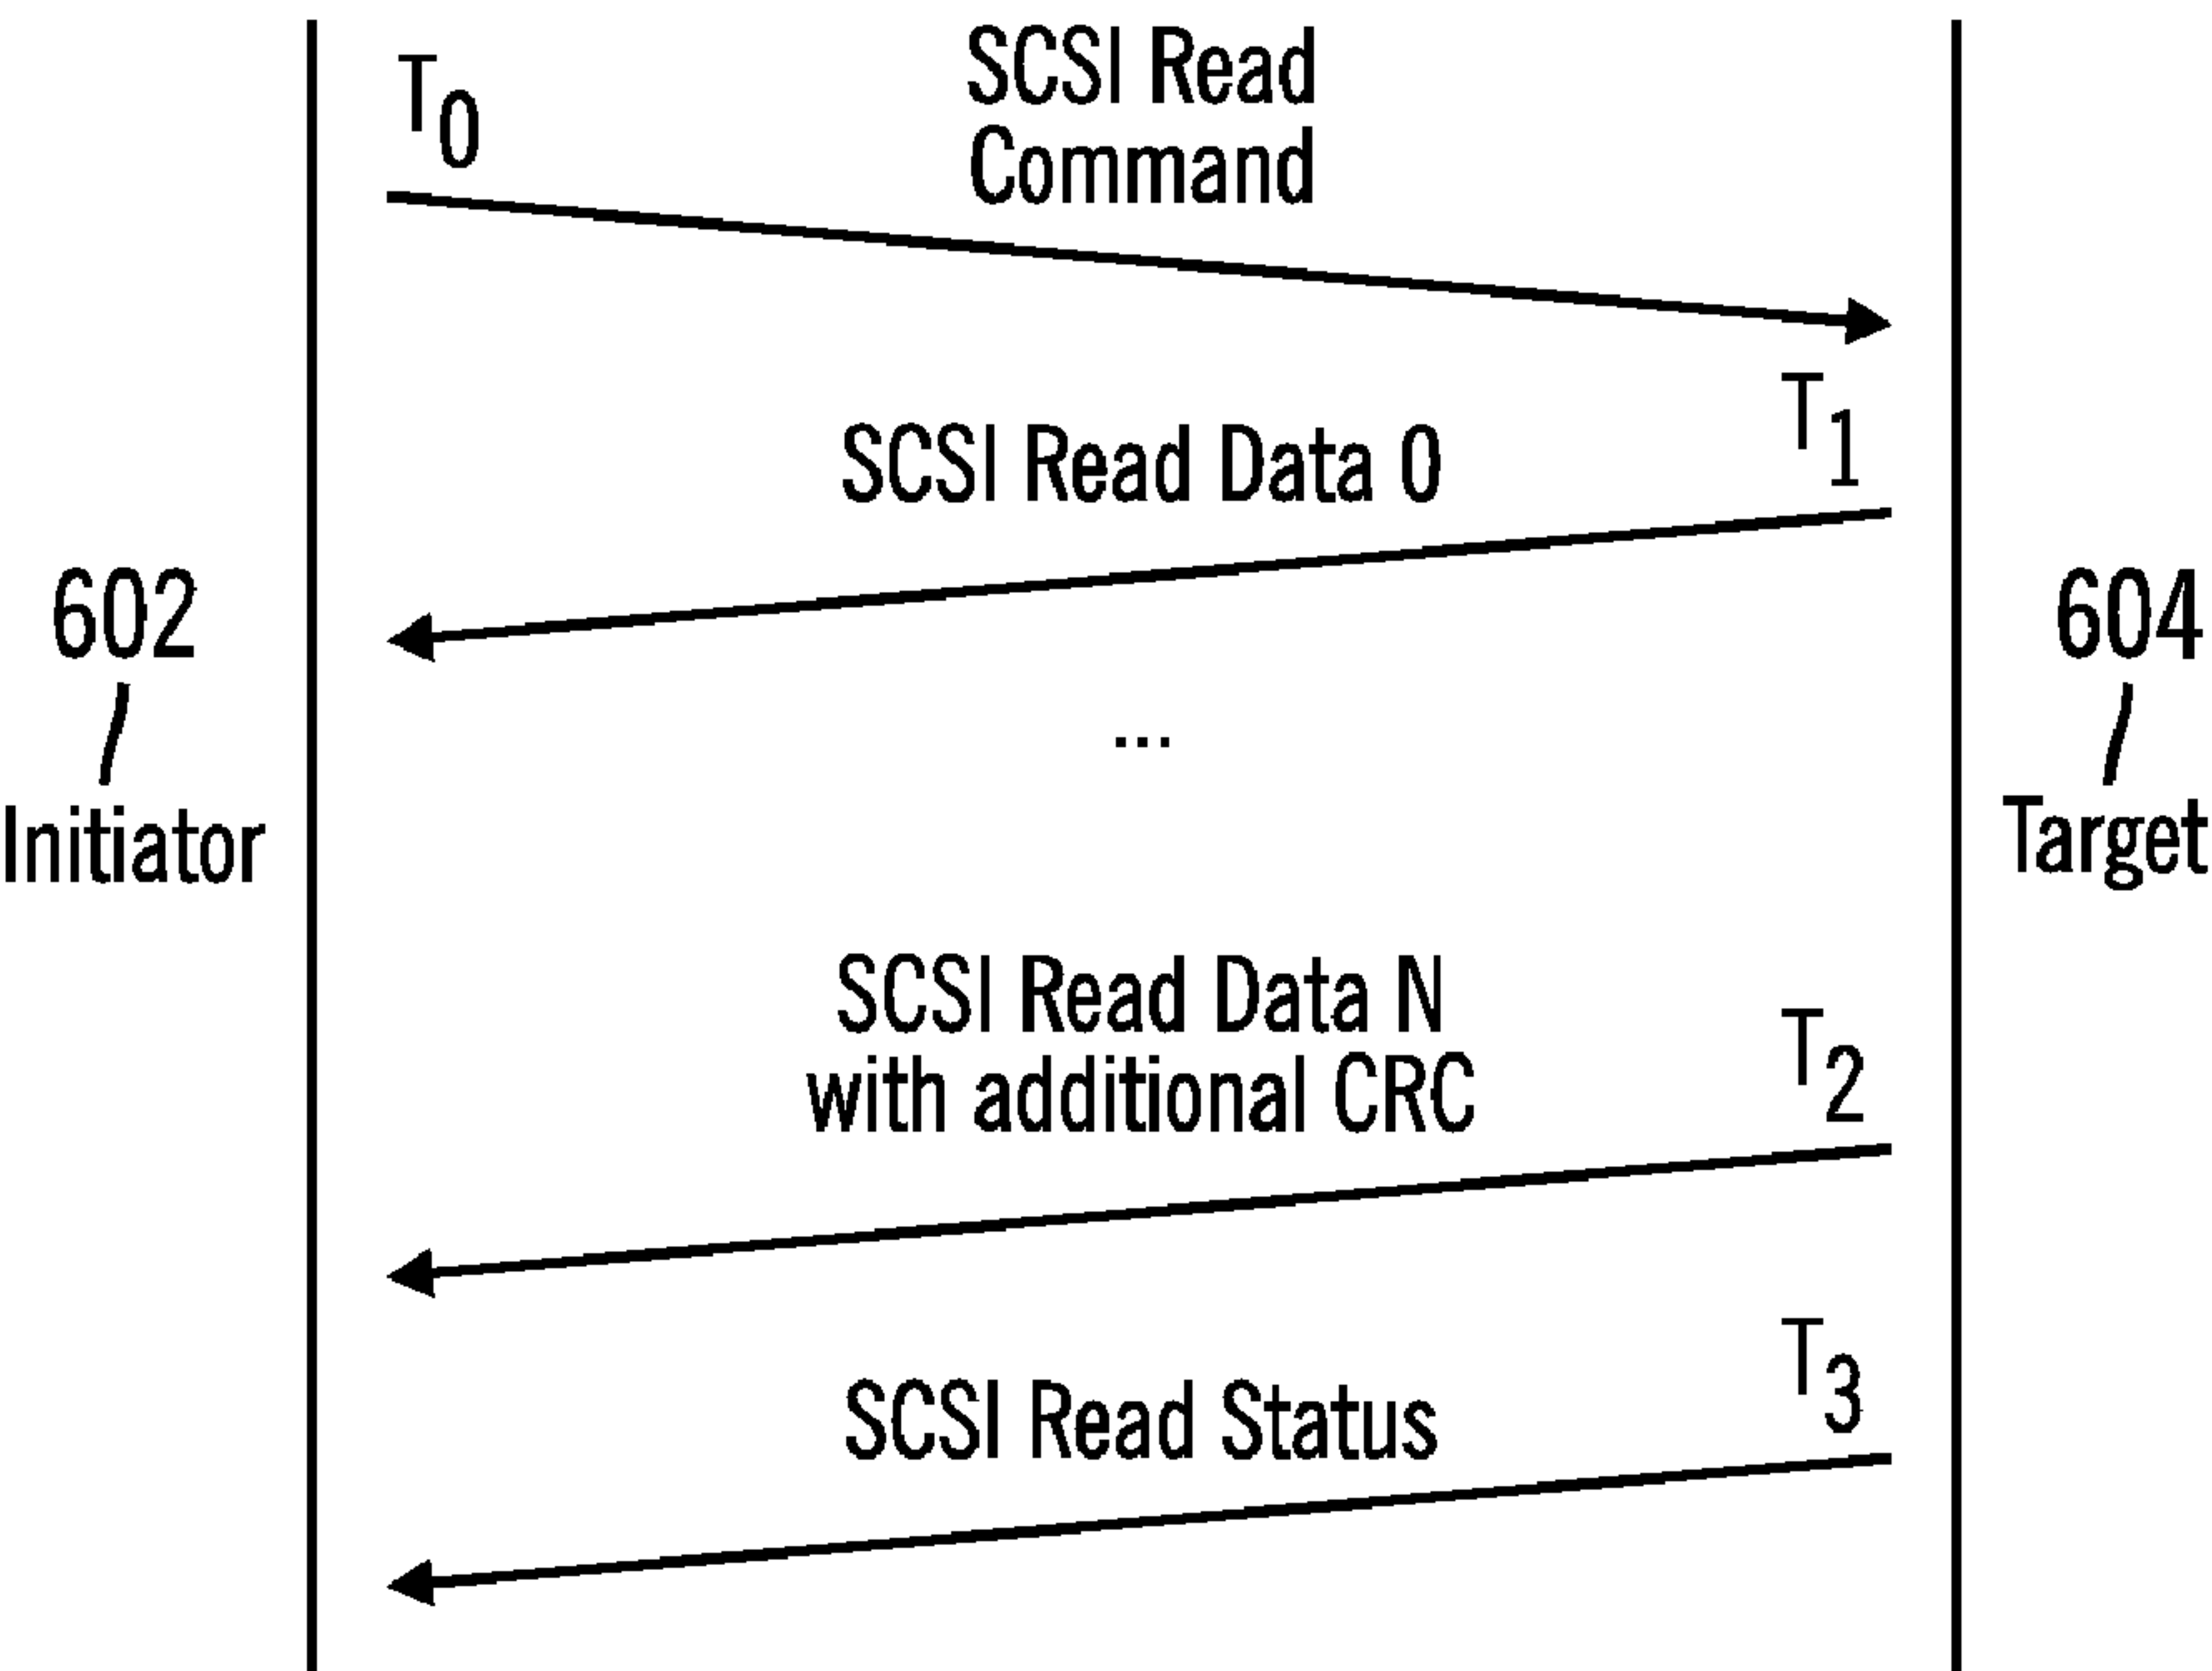 T0
SCSI Read
Command
T1
SCSI Read Data 0
602
604
...
Initiator
Target
SCSI Read Data N
with additional CRC
T2
T3
SCSI Read Status